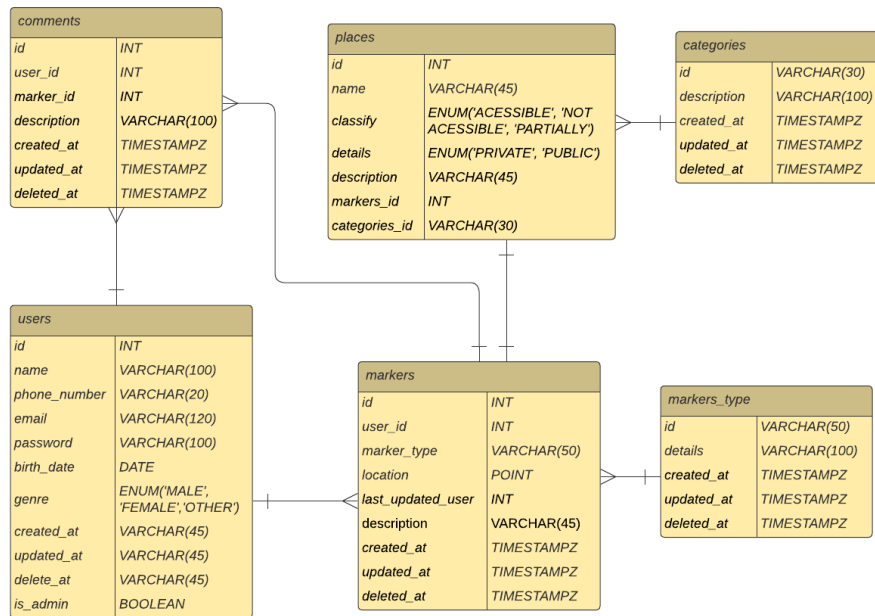 comments
id INT
user_id INT
marker_id INT
description VARCHAR(100)
created_at TIMESTAMPZ
updated_at TIMESTAMPZ
deleted_at TIMESTAMPZ
places
id INT
name VARCHAR(45)
classify ENUM('ACESSIBLE', 'NOT
ACESSIBLE', 'PARTIALLY')
details ENUM('PRIVATE', 'PUBLIC')
description VARCHAR(45)
markers_id INT
categories_id VARCHAR(30)
categories
id VARCHAR(30)
description VARCHAR(100)
created_at TIMESTAMPZ
updated_at TIMESTAMPZ
deleted_at TIMESTAMPZ
users
id INT
name VARCHAR(100)
phone_number VARCHAR(20)
email VARCHAR(120)
password VARCHAR(100)
birth_date DATE
genre ENUM('MALE',
'FEMALE','OTHER')
created_at VARCHAR(45)
updated_at VARCHAR(45)
delete_at VARCHAR(45)
is_admin BOOLEAN
markers
id INT
user_id INT
marker_type VARCHAR(50)
location POINT
last_updated_user INT
description VARCHAR(45)
created_at TIMESTAMPZ
updated_at TIMESTAMPZ
deleted_at TIMESTAMPZ
markers_type
id VARCHAR(50)
details VARCHAR(100)
created_at TIMESTAMPZ
updated_at TIMESTAMPZ
deleted_at TIMESTAMPZ